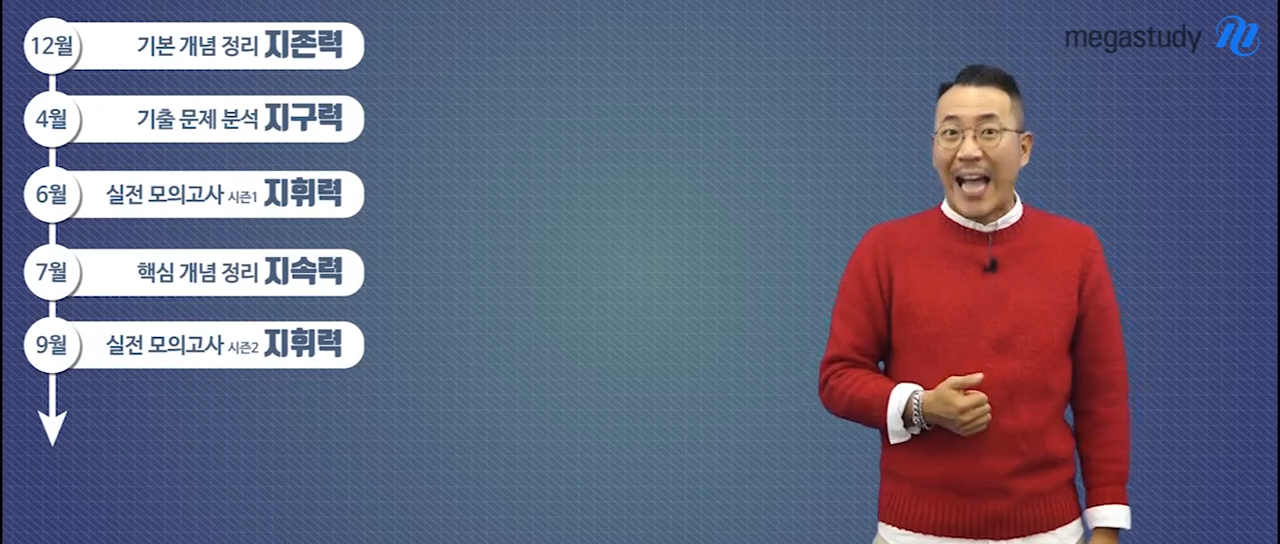 12월 기본 개념 정리 지존력
4월 기출 문제 분석 지구력
6월 실전 모의고사 시즌1 지휘력
7월 핵심 개념 정리 지속력
9월 실전 모의고사 시즌2 지휘력
megastudy